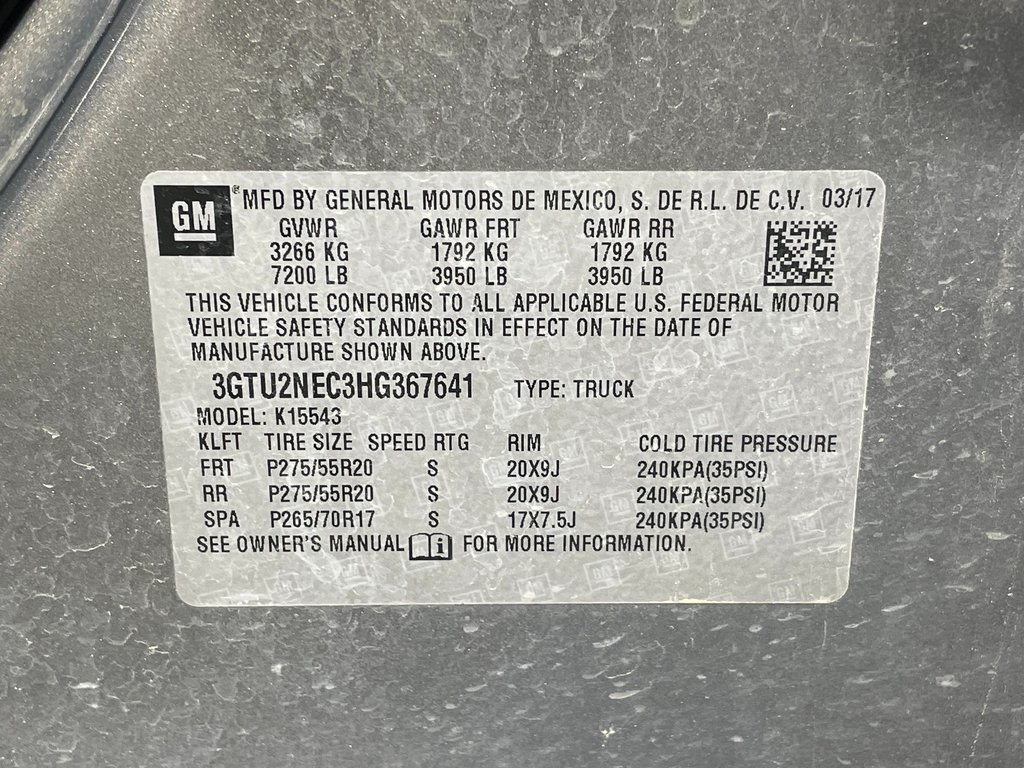 GM ® MFD BY GENERAL MOTORS DE MEXICO, S. DE R.L. DE C.V. 03/17
GVWR GAWR FRT GAWR RR
3266 KG 1792 KG 1792 KG
7200 LB 3950 LB 3950 LB
THIS VEHICLE CONFORMS TO ALL APPLICABLE U.S. FEDERAL MOTOR
VEHICLE SAFETY STANDARDS IN EFFECT ON THE DATE OF
MANUFACTURE SHOWN ABOVE.
3GTU2NEC3HG367641 TYPE: TRUCK
MODEL: K15543
KLFT TIRE SIZE SPEED RTG RIM COLD TIRE PRESSURE
FRT P275/55R20 S 20X9J 240KPA(35PSI)
RR P275/55R20 S 20X9J 240KPA(35PSI)
SPA P265/70R17 S 17X7.5J 240KPA(35PSI)
SEE OWNER'S MANUAL i FOR MORE INFORMATION.